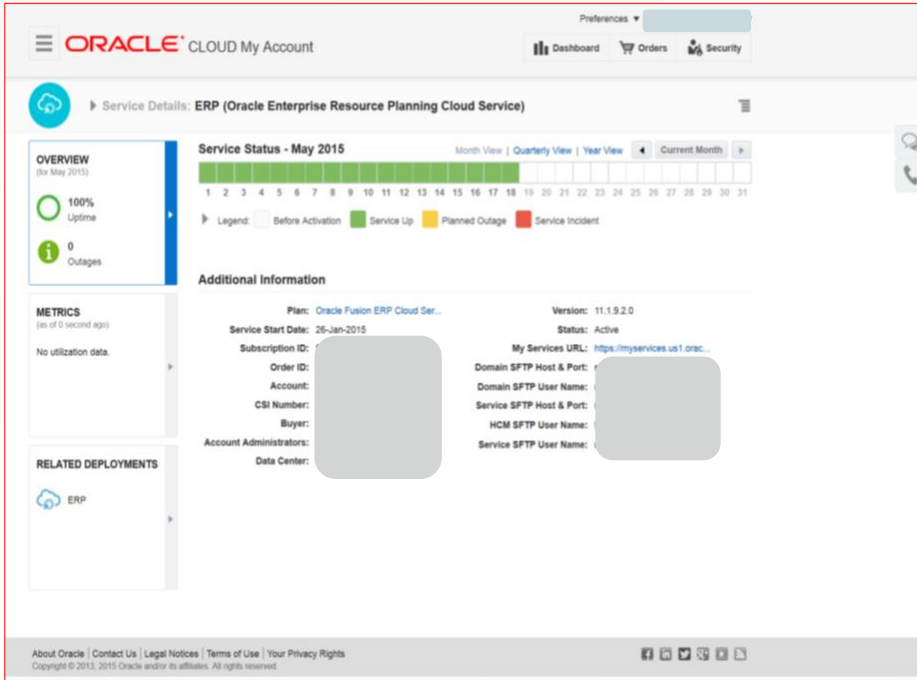 Preferences
ORACLE CLOUD My Account
Dashboard Orders Security
Service Details: ERP (Oracle Enterprise Resource Planning Cloud Service)
OVERVIEW
(for May 2015)
100%
Uptime
0
Outages
Service Status - May 2015 Month View | Quarterly View | Year View Current Month
1 2 3 4 5 6 7 8 9 10 11 12 13 14 15 16 17 18 19 20 21 22 23 24 25 26 27 28 29 30 31
Legend: Before Activation Service Up Planned Outage Service Incident
METRICS
(as of 0 second ago)
No utilization data.
RELATED DEPLOYMENTS
ERP
Additional Information
Plan: Oracle Fusion ERP Cloud Ser...
Service Start Date: 26-Jan-2015
Subscription ID:
Order ID:
Account:
CSI Number:
Buyer:
Account Administrators:
Data Center:
Version: 11.1.9.2.0
Status: Active
My Services URL: https://myservices.us1.orac...
Domain SFTP Host & Port:
Domain SFTP User Name:
Service SFTP Host & Port:
HCM SFTP User Name:
Service SFTP User Name:
About Oracle | Contact Us | Legal Notices | Terms of Use | Your Privacy Rights
Copyright © 2013, 2015 Oracle and/or its affiliates. All rights reserved.